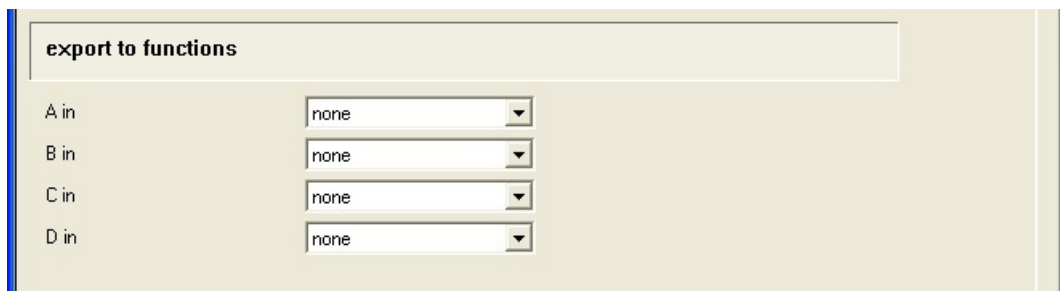 export to functions
A in none
B in none
C in none
D in none